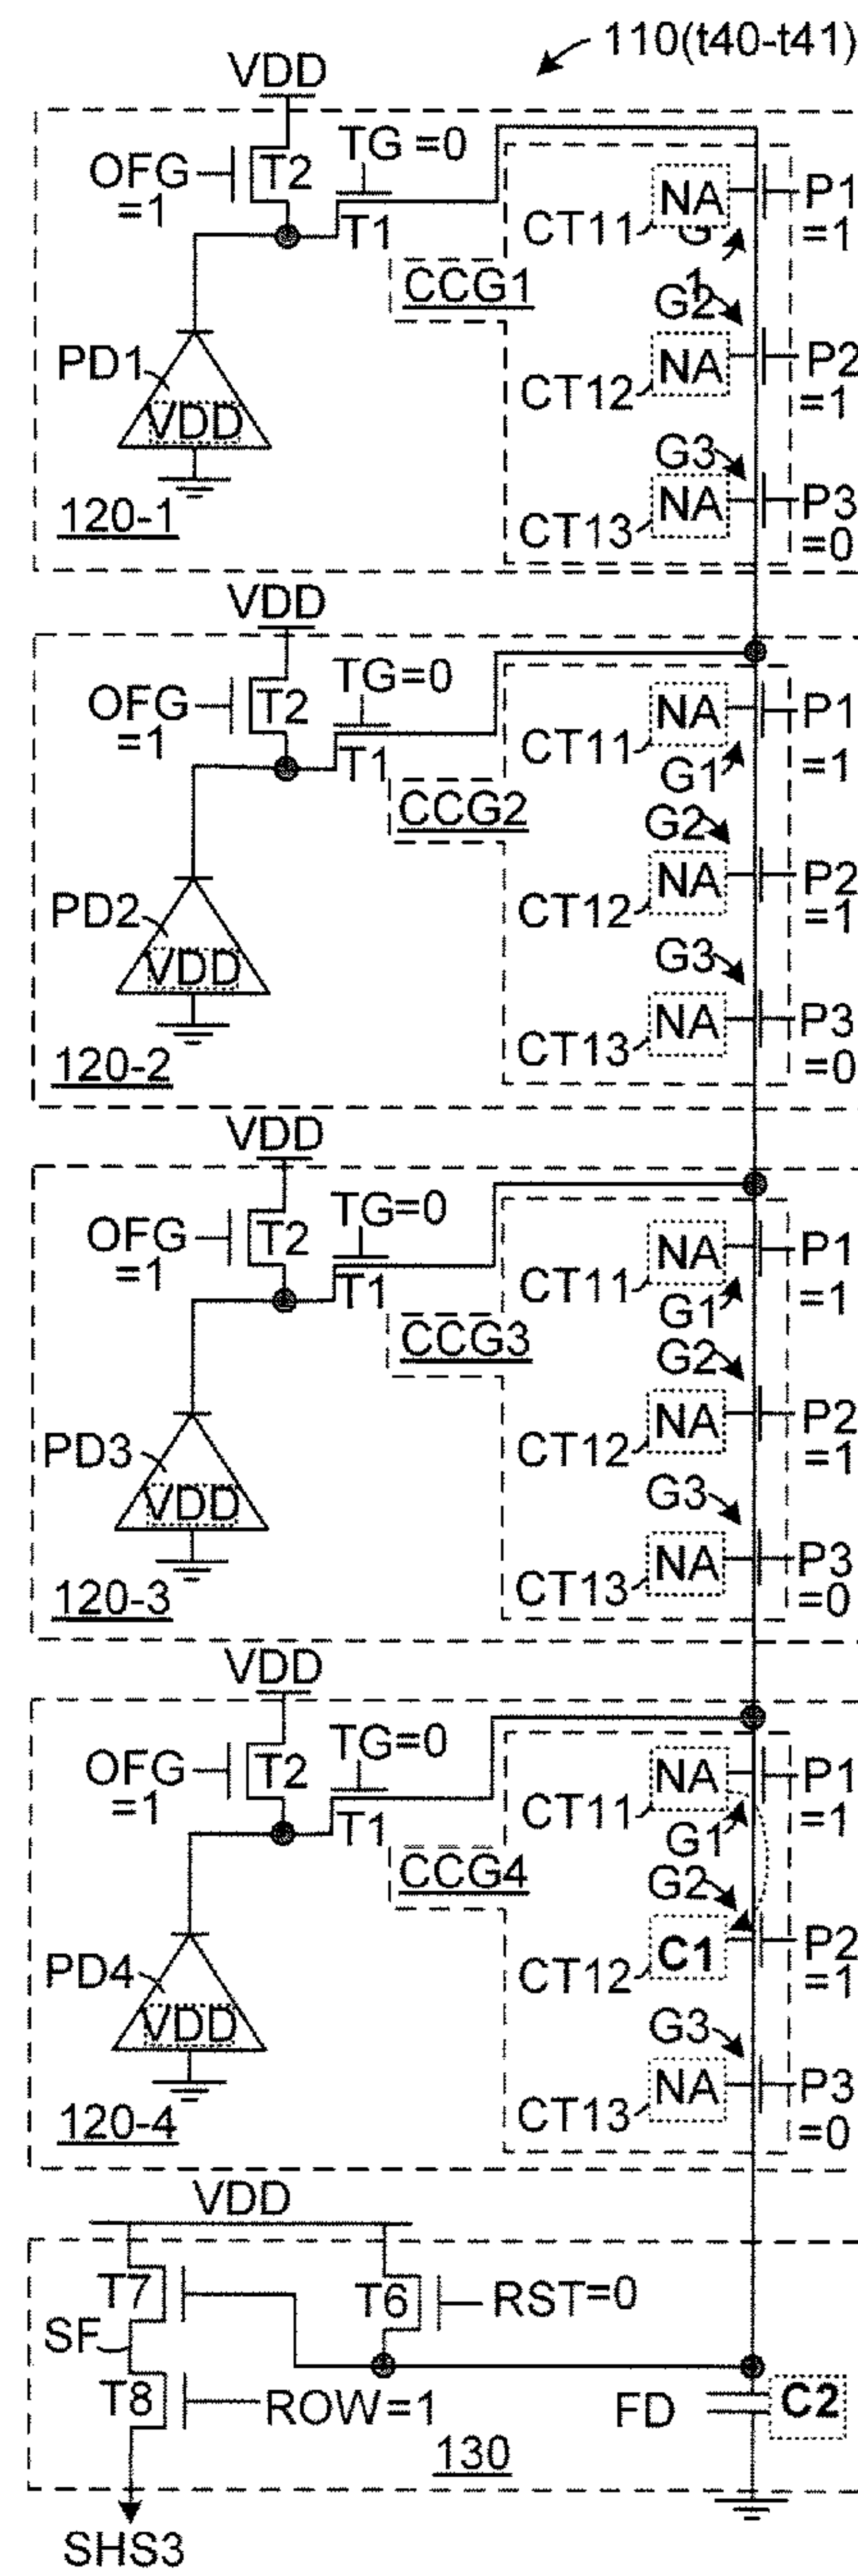 110(t40-t41)
VDD
OFG
=1
T2
TG =0
T1
CCG1
PD1
VDD
120-1
CT11
NA
G
1
P1
=1
G2
CT12
NA
P2
=1
G3
CT13
NA
P3
=0
VDD
OFG
=1
T2
TG=0
T1
CCG2
PD2
VDD
120-2
CT11
NA
G1
P1
=1
G2
CT12
NA
P2
=1
G3
CT13
NA
P3
=0
VDD
OFG
=1
T2
TG=0
T1
CCG3
PD3
VDD
120-3
CT11
NA
G1
P1
=1
G2
CT12
NA
P2
=1
G3
CT13
NA
P3
=0
VDD
OFG
=1
T2
TG=0
T1
CCG4
PD4
VDD
120-4
CT11
NA
G1
P1
=1
G2
CT12
C1
P2
=1
G3
CT13
NA
P3
=0
VDD
T7
T6
RST=0
SF
T8
ROW=1
FD
C2
130
SHS3